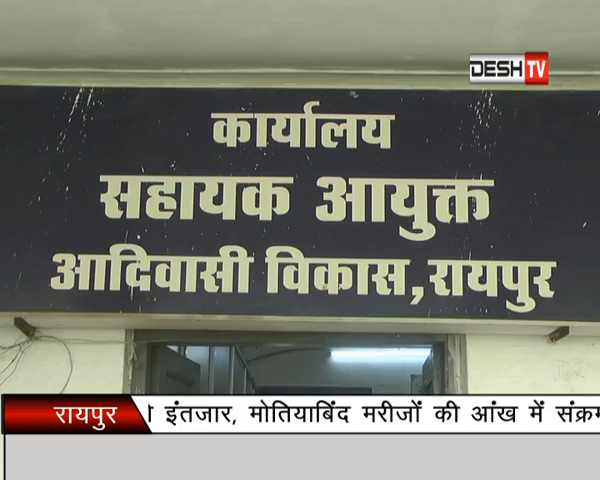 DESH TV
कार्यालय
सहायक आयुक्त
आदिवासी विकास, रायपुर
रायपुर इंतजार, मोतियाबिंद मरीजों की आंख में